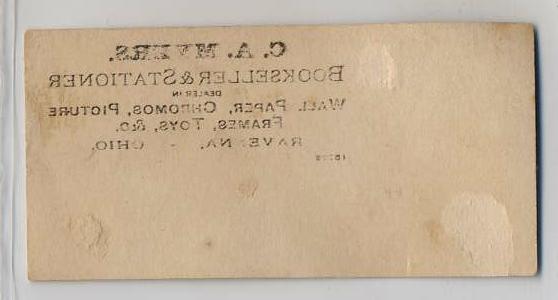 C. A. MYERS.
BOOKSELLER & STATIONER
DEALER IN
WALL PAPER, CHROMOS, PICTURE
FRAMES, TOYS, &C.
RAVENNA, - OHIO.